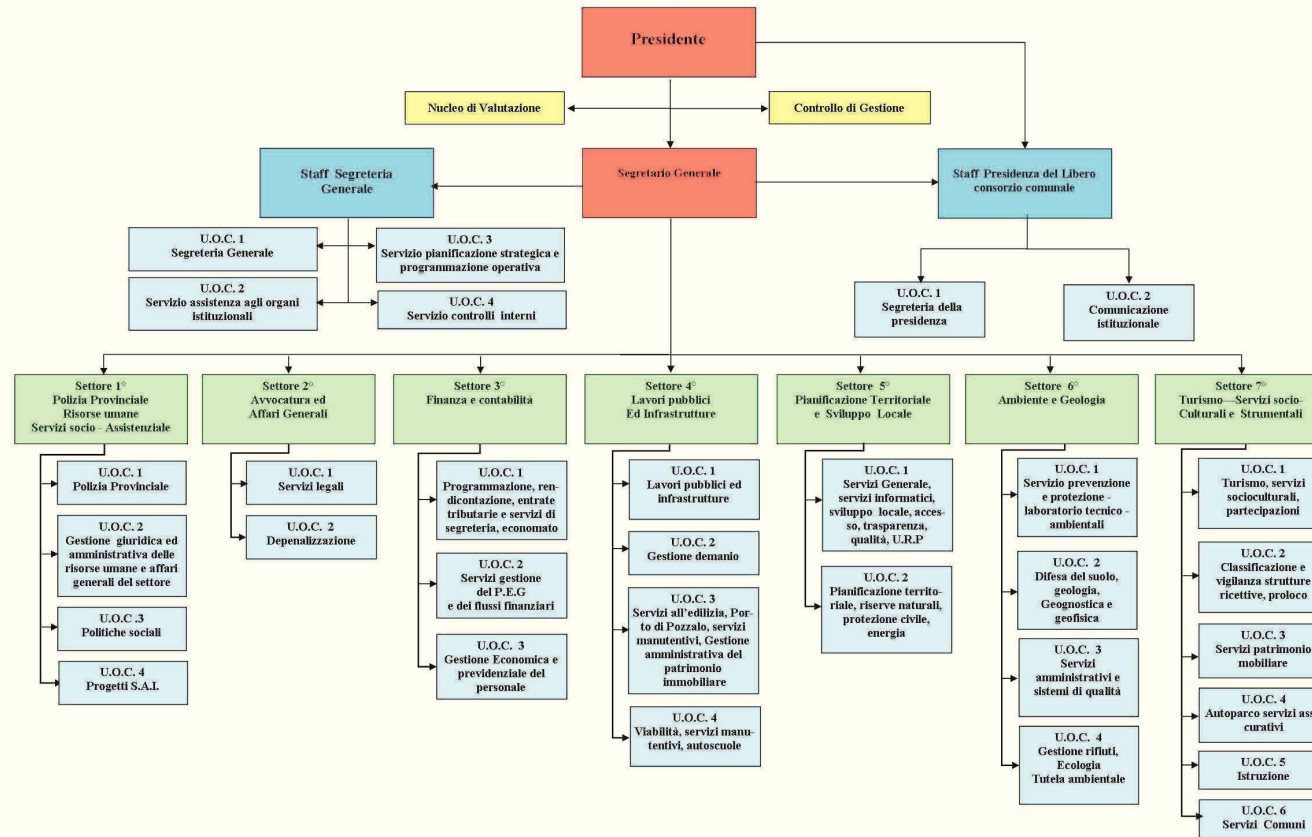 Presidente
Nucleo di Valutazione
Controllo di Gestione
Staff Segreteria
Generale
Segretario Generale
Staff Presidenza del Libero
consorzio comunale
U.O.C. 1
Segreteria Generale
U.O.C. 3
Servizio pianificazione strategica e
programmazione operativa
U.O.C. 2
Servizio assistenza agli organi
istituzionali
U.O.C. 4
Servizio controlli interni
U.O.C. 1
Segreteria della
presidenza
U.O.C. 2
Comunicazione
istituzionale
Settore 1°
Polizia Provinciale
Risorse umane
Servizi socio - Assistenziale
Settore 2°
Avvocatura ed
Affari Generali
Settore 3°
Finanza e contabilità
Settore 4°
Lavori pubblici
Ed Infrastrutture
Settore 5°
Pianificazione Territoriale
e Sviluppo Locale
Settore 6°
Ambiente e Geologia
Settore 7°
Turismo—Servizi socio-
Culturali e Strumentali
U.O.C. 1
Polizia Provinciale
U.O.C. 2
Gestione giuridica ed
amministrativa delle
risorse umane e affari
generali del settore
U.O.C .3
Politiche sociali
U.O.C. 4
Progetti S.A.I.
U.O.C. 1
Servizi legali
U.O.C. 2
Depenalizzazione
U.O.C. 1
Programmazione, ren-
dicontazione, entrate
tributarie e servizi di
segreteria, economato
U.O.C. 2
Servizi gestione
del P.E.G
e dei flussi finanziari
U.O.C. 3
Gestione Economica e
previdenziale del
personale
U.O.C. 1
Lavori pubblici ed
infrastrutture
U.O.C. 2
Gestione demanio
U.O.C. 3
Servizi all'edilizia, Por-
to di Pozzalo, servizi
manutentivi, Gestione
amministrativa del
patrimonio
immobiliare
U.O.C. 4
Viabilità, servizi manu-
tentivi, autoscuole
U.O.C. 1
Servizi Generale,
servizi informatici,
sviluppo locale, acces-
so, trasparenza,
qualità, U.R.P
U.O.C. 2
Pianificazione territo-
riale, riserve naturali,
protezione civile,
energia
U.O.C. 1
Servizio prevenzione
e protezione -
laboratorio tecnico -
ambientali
U.O.C. 2
Difesa del suolo,
geologia,
Geognostica e
geofisica
U.O.C. 3
Servizi
amministrativi e
sistemi di qualità
U.O.C. 4
Gestione rifiuti,
Ecologia
Tutela ambientale
U.O.C. 1
Turismo, servizi
socioculturali,
partecipazioni
U.O.C. 2
Classificazione e
vigilanza strutture
ricettive, proloco
U.O.C. 3
Servizi patrimonio
mobiliare
U.O.C. 4
Autoparco servizi assi
curativi
U.O.C. 5
Istruzione
U.O.C. 6
Servizi Comuni